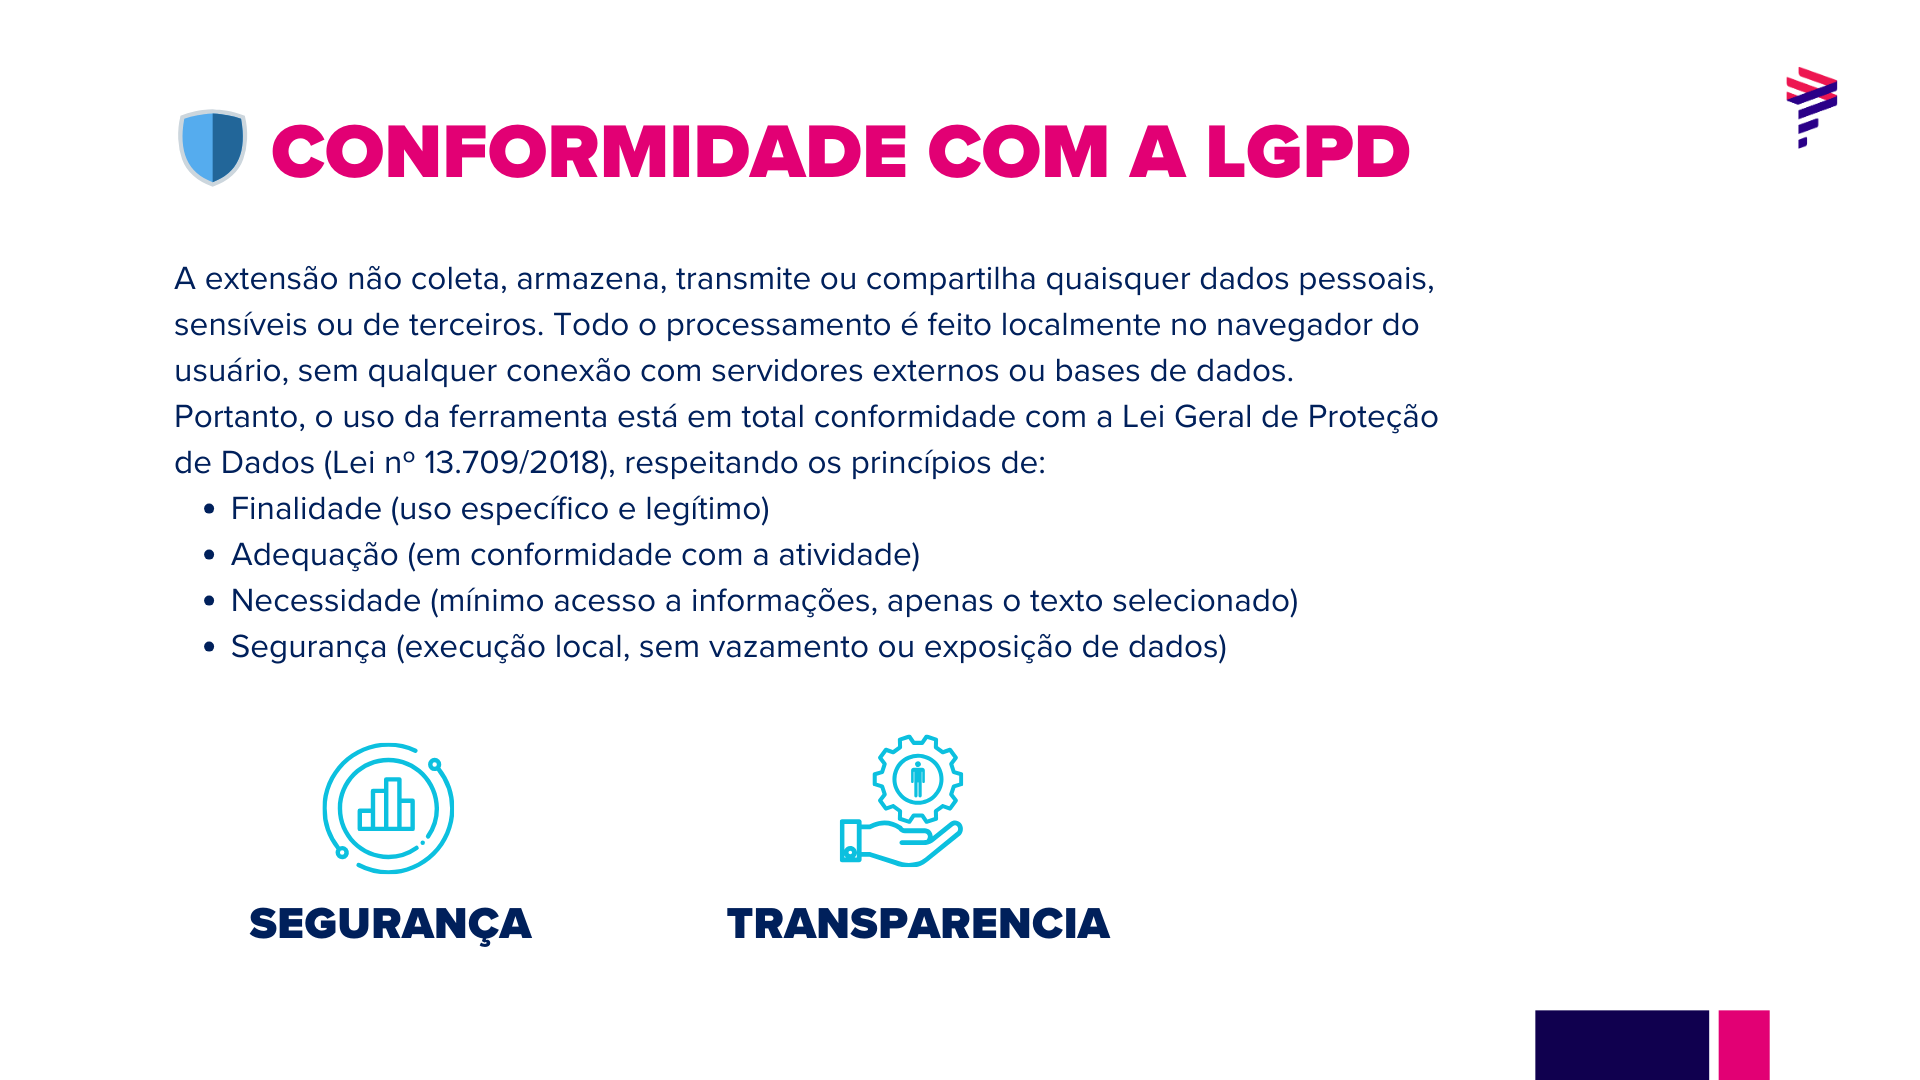 CONFORMIDADE COM A LGPD
A extensão não coleta, armazena, transmite ou compartilha quaisquer dados pessoais,
sensíveis ou de terceiros. Todo o processamento é feito localmente no navegador do
usuário, sem qualquer conexão com servidores externos ou bases de dados.
Portanto, o uso da ferramenta está em total conformidade com a Lei Geral de Proteção
de Dados (Lei nº 13.709/2018), respeitando os princípios de:
• Finalidade (uso específico e legítimo)
• Adequação (em conformidade com a atividade)
• Necessidade (mínimo acesso a informações, apenas o texto selecionado)
• Segurança (execução local, sem vazamento ou exposição de dados)
SEGURANÇA
TRANSPARENCIA